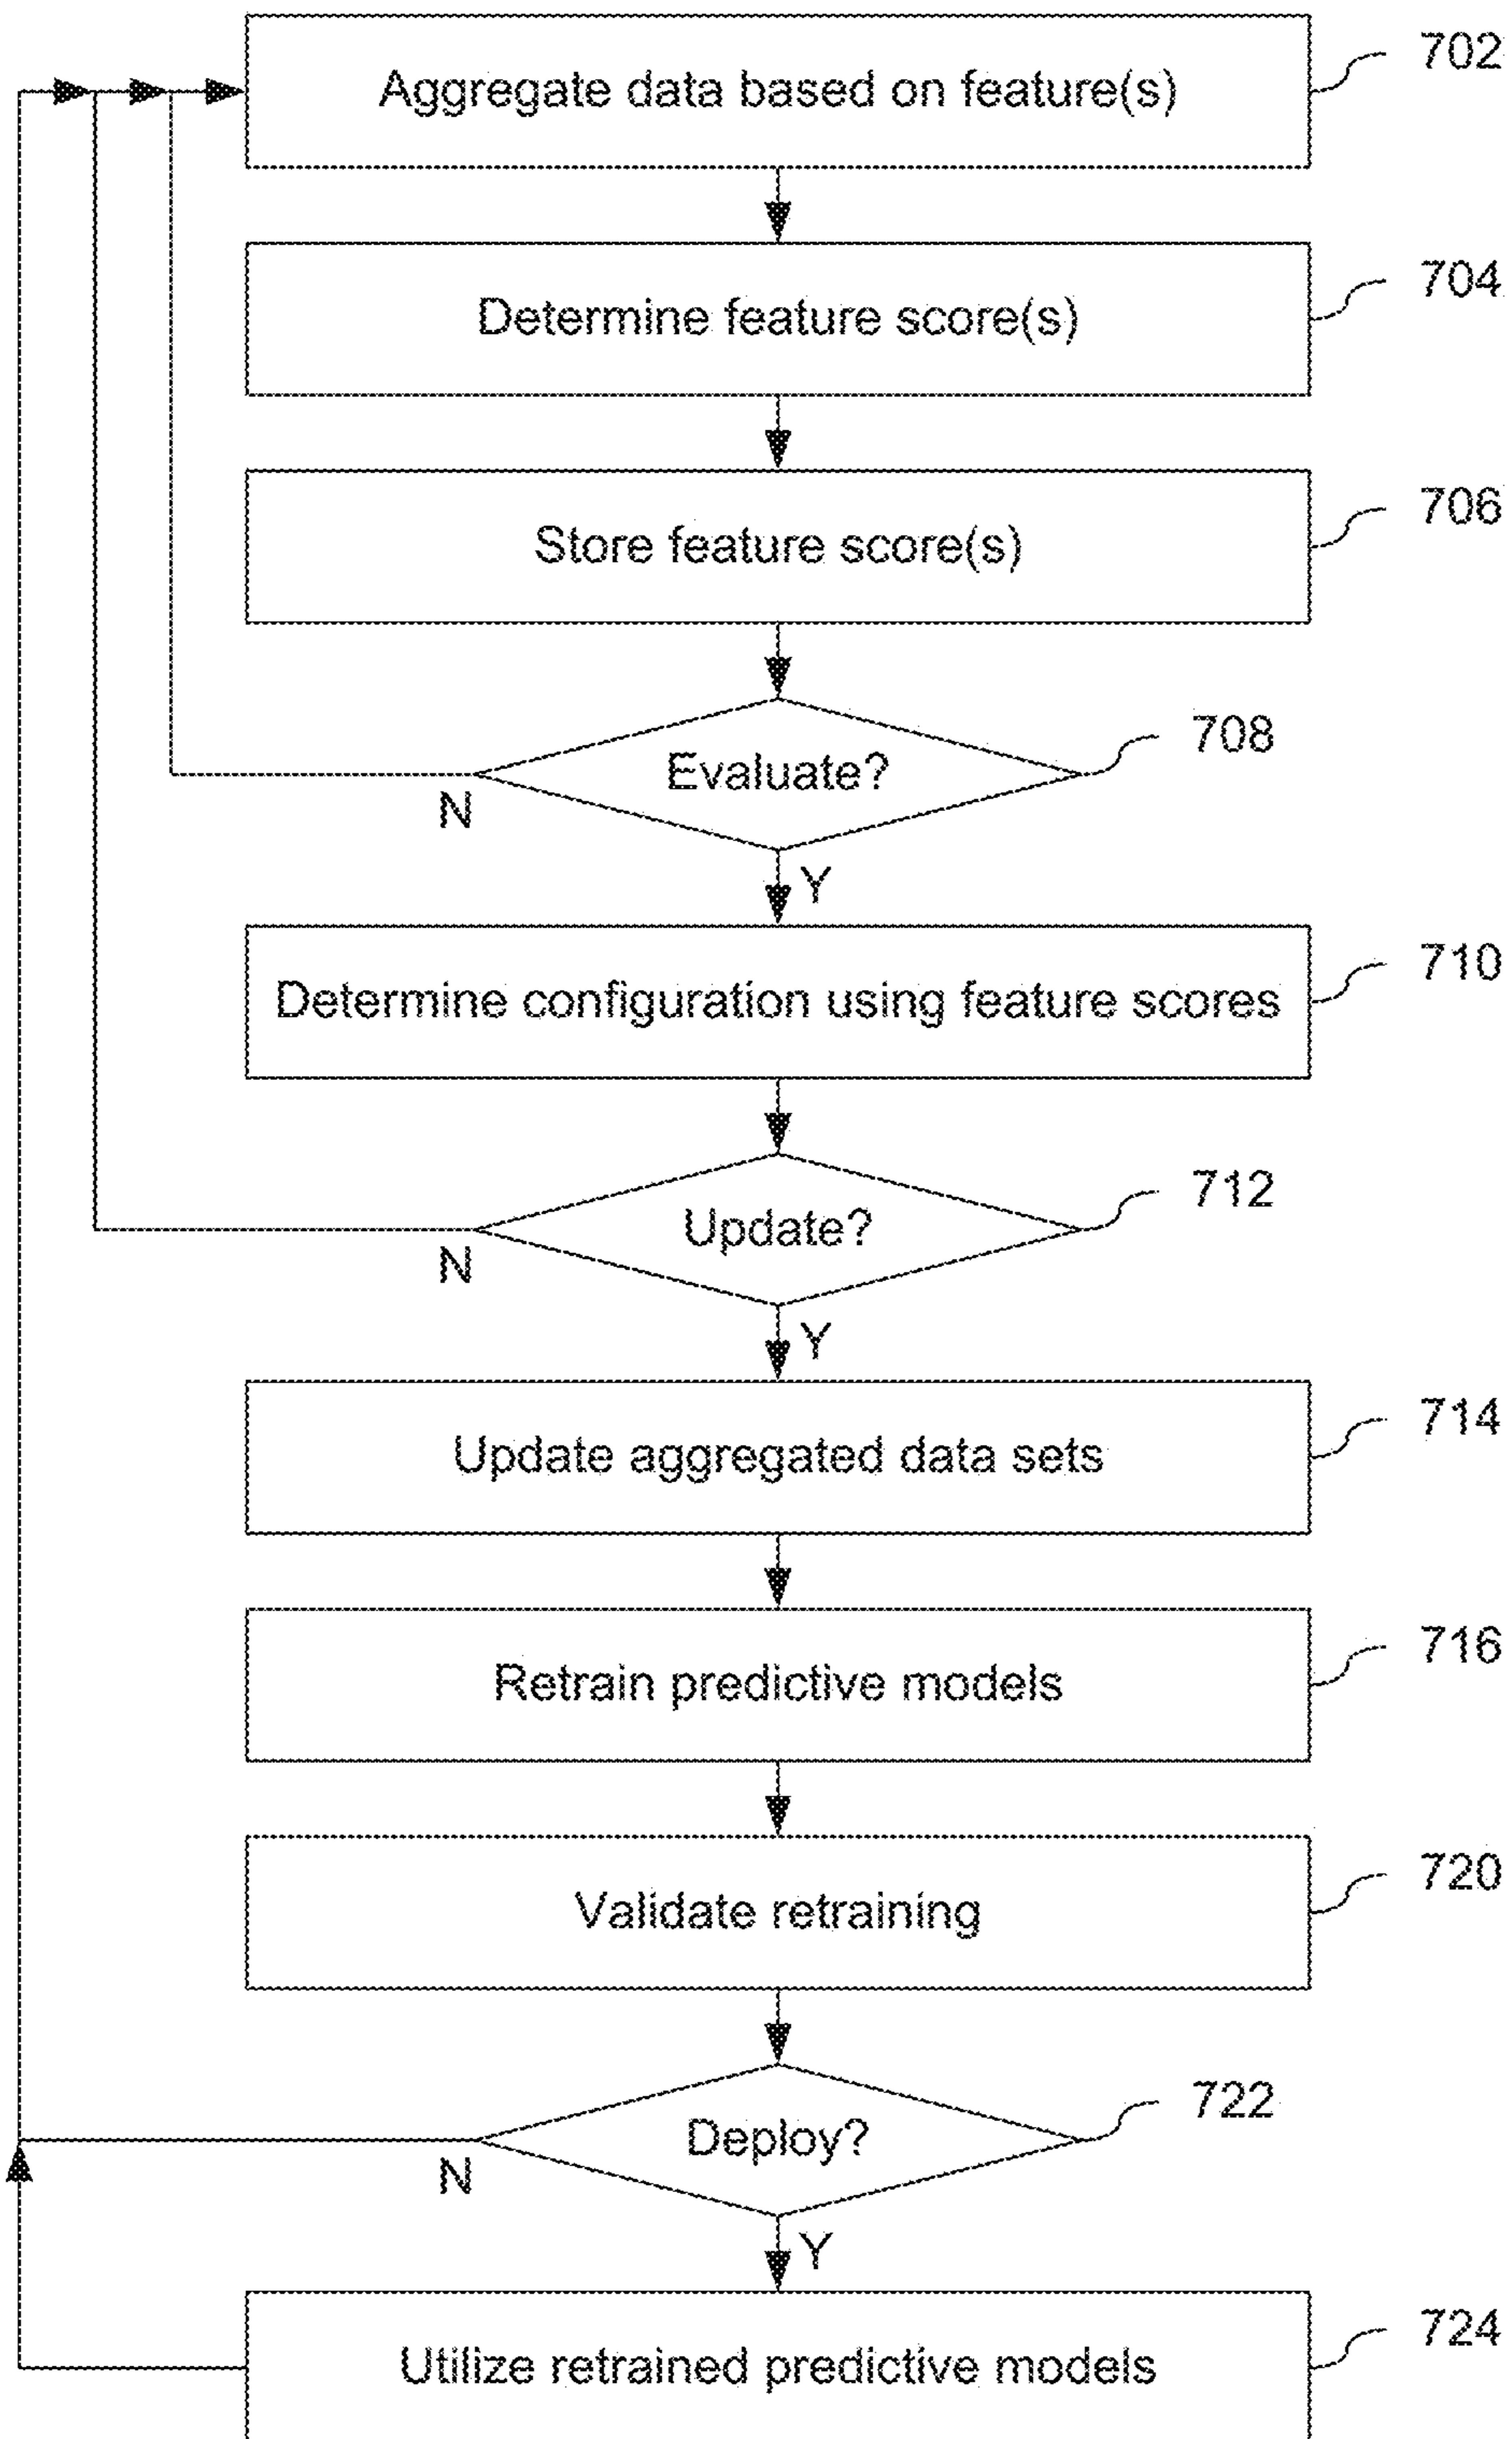 Aggregate data based on feature(s)
702
Determine feature score(s)
704
Store feature score(s)
706
Evaluate?
708
N
Y
Determine configuration using feature scores
710
Update?
712
N
Y
Update aggregated data sets
714
Retrain predictive models
716
Validate retraining
720
Deploy?
722
N
Y
Utilize retrained predictive models
724